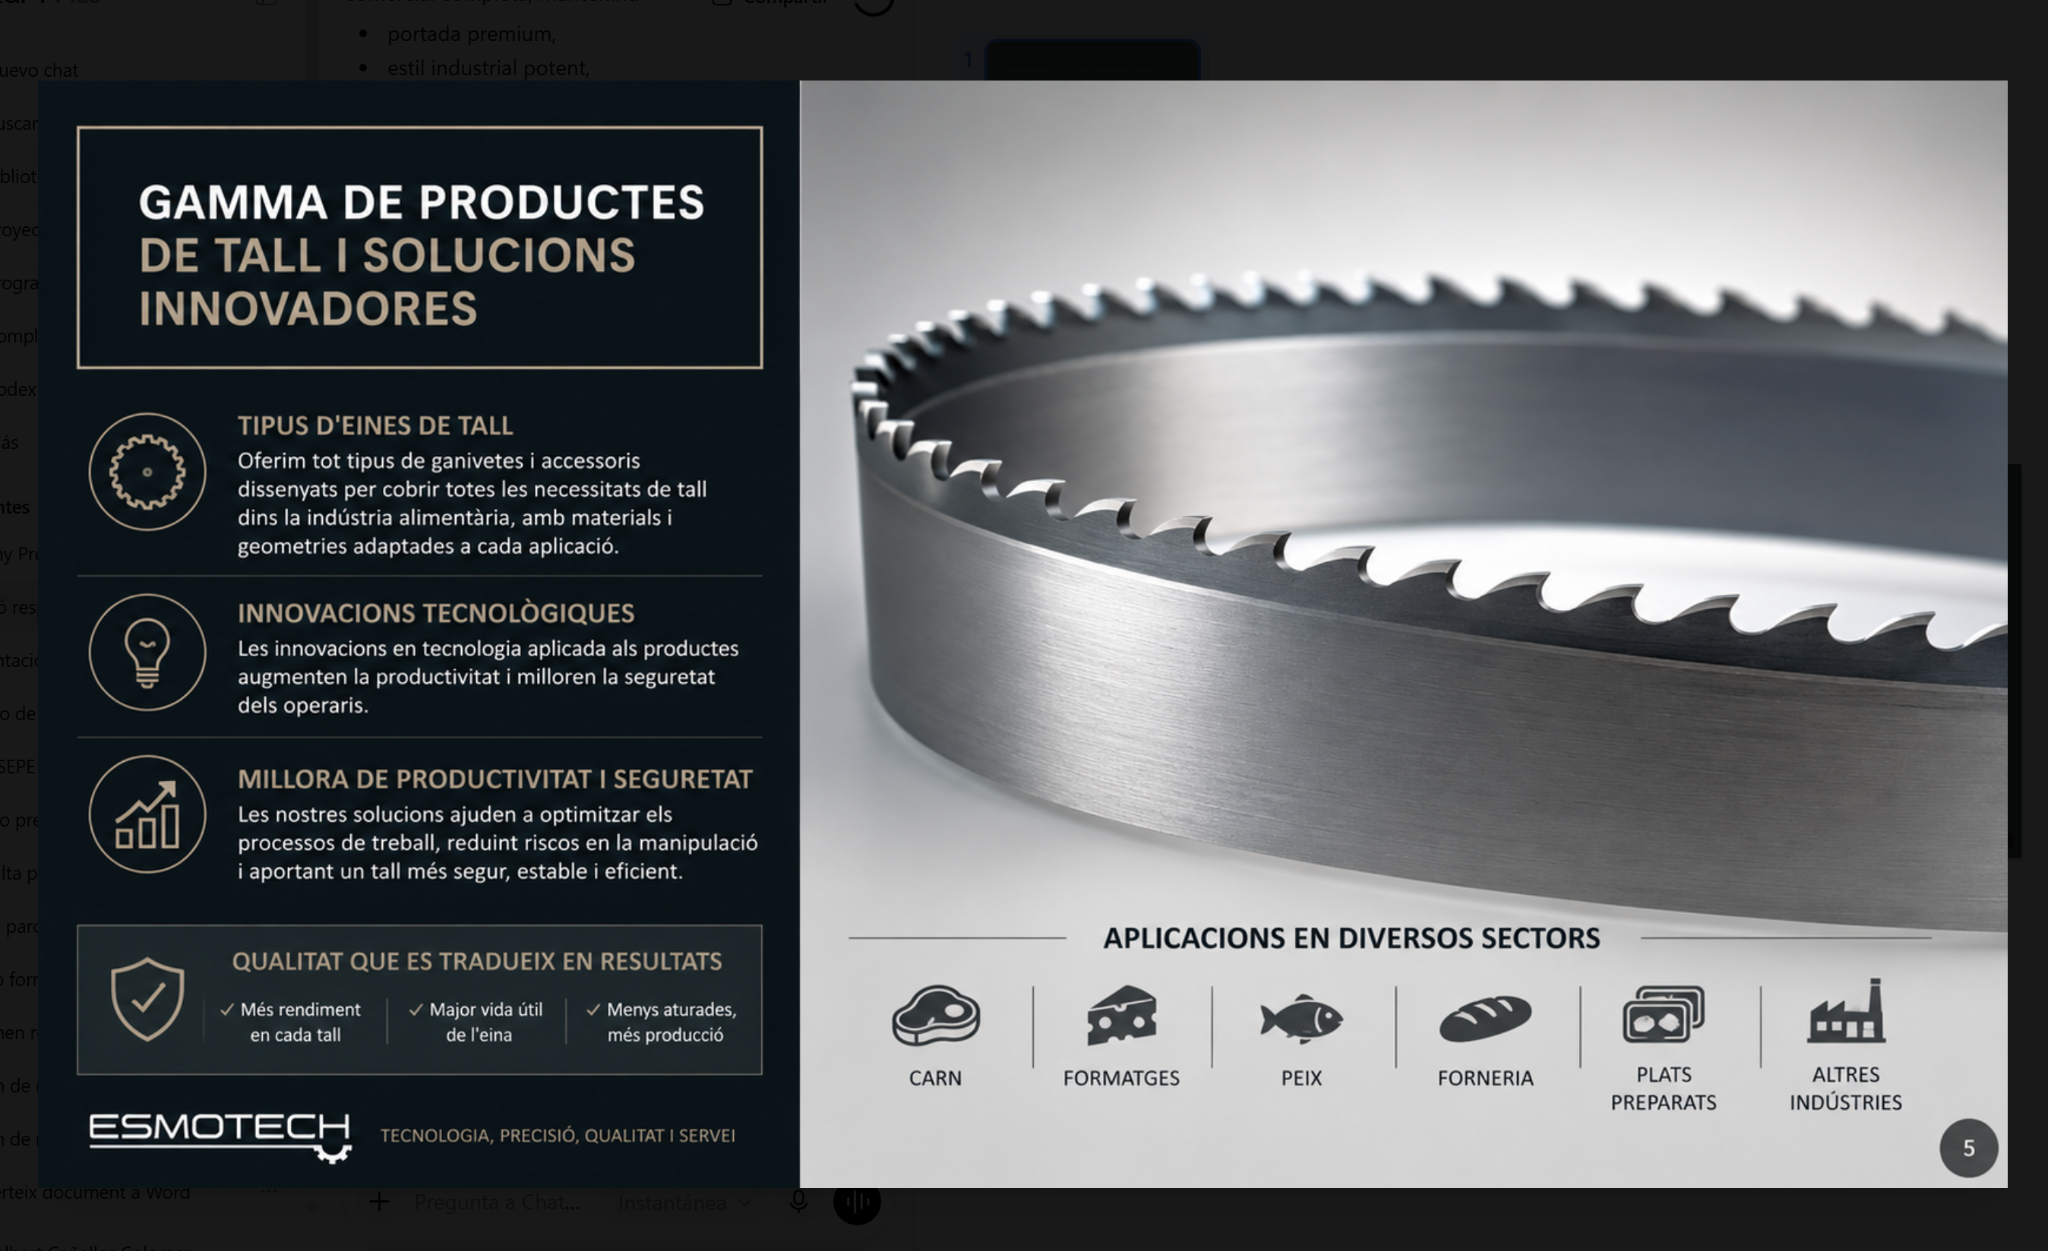 Compartir
portada premium,
estil industrial potent,
1
GAMMA DE PRODUCTES
DE TALL I SOLUCIONS
INNOVADORES
TIPUS D'EINES DE TALL
Oferim tot tipus de ganivetes i accessoris
dissenyats per cobrir totes les necessitats de tall
dins la indústria alimentària, amb materials i
geometries adaptades a cada aplicació.
INNOVACIONS TECNOLÒGIQUES
Les innovacions en tecnologia aplicada als productes
augmenten la productivitat i milloren la seguretat
dels operaris.
MILLORA DE PRODUCTIVITAT I SEGURETAT
Les nostres solucions ajuden a optimitzar els
processos de treball, reduint riscos en la manipulació
i aportant un tall més segur, estable i eficient.
QUALITAT QUE ES TRADUEIX EN RESULTATS
✓ Més rendiment
en cada tall
✓ Major vida útil
de l'eina
✓ Menys aturades,
més producció
ESMOTECH
TECNOLOGIA, PRECISIÓ, QUALITAT I SERVEI
APLICACIONS EN DIVERSOS SECTORS
CARN
FORMATGES
PEIX
FORNERIA
PLATS
PREPARATS
ALTRES
INDÚSTRIES
5
document a Word
Pregunta a Chat...
Instantánea